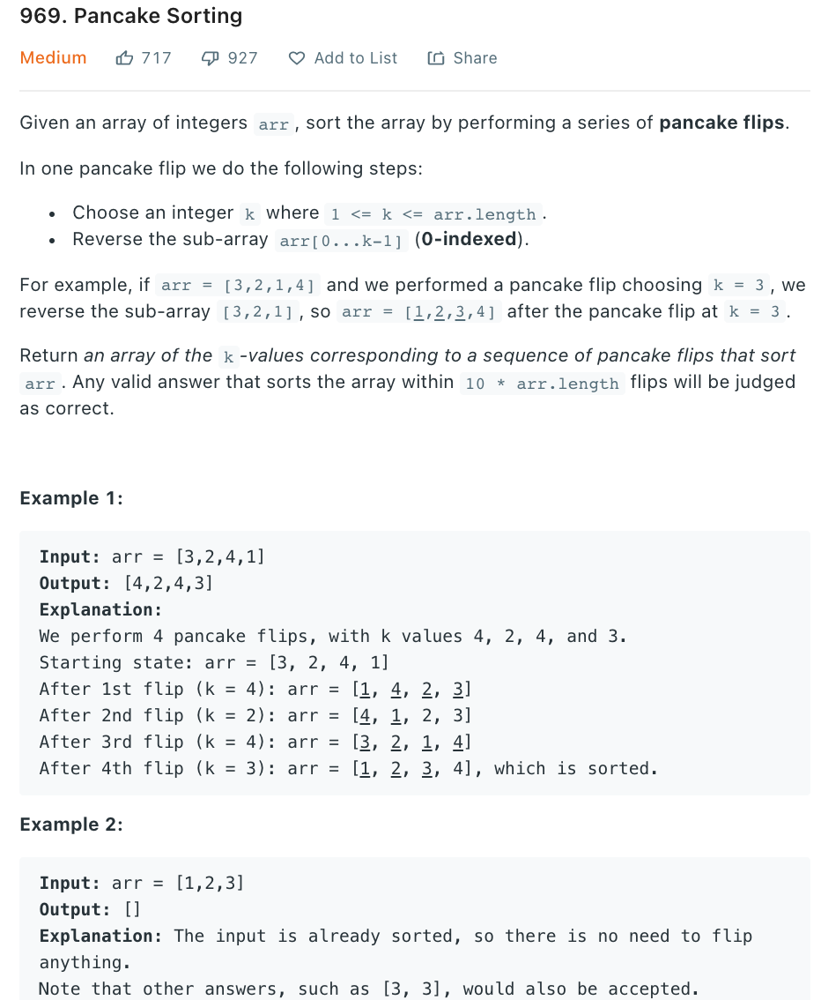 969. Pancake Sorting
Medium 717 927 Add to List Share
Given an array of integers arr, sort the array by performing a series of pancake flips.
In one pancake flip we do the following steps:
• Choose an integer k where 1 <= k <= arr.length.
• Reverse the sub-array arr[0...k-1] (0-indexed).
For example, if arr = [3,2,1,4] and we performed a pancake flip choosing k = 3, we
reverse the sub-array [3,2,1], so arr = [1,2,3,4] after the pancake flip at k = 3.
Return an array of the k-values corresponding to a sequence of pancake flips that sort
arr. Any valid answer that sorts the array within 10 * arr.length flips will be judged
as correct.
Example 1:
Input: arr = [3,2,4,1]
Output: [4,2,4,3]
Explanation:
We perform 4 pancake flips, with k values 4, 2, 4, and 3.
Starting state: arr = [3, 2, 4, 1]
After 1st flip (k = 4): arr = [1, 4, 2, 3]
After 2nd flip (k = 2): arr = [4, 1, 2, 3]
After 3rd flip (k = 4): arr = [3, 2, 1, 4]
After 4th flip (k = 3): arr = [1, 2, 3, 4], which is sorted.
Example 2:
Input: arr = [1,2,3]
Output: []
Explanation: The input is already sorted, so there is no need to flip
anything.
Note that other answers, such as [3, 3], would also be accepted.